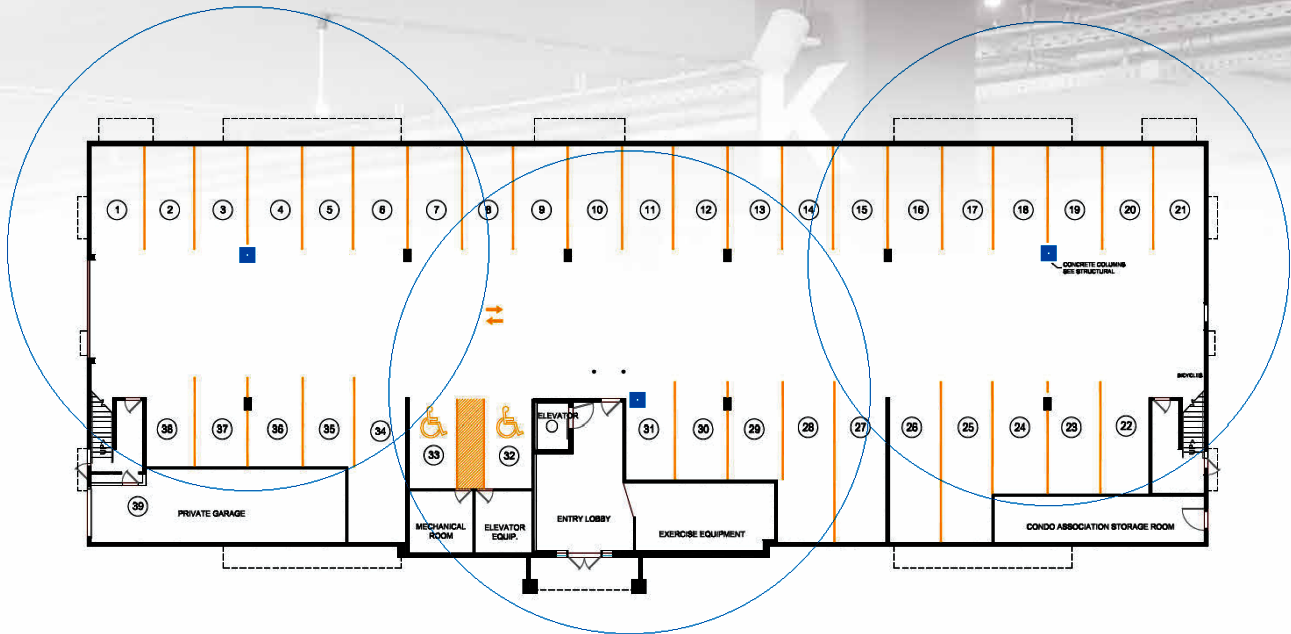 K
1 2 3 4 5 6 7 8 9 10 11 12 13 14 15 16 17 18 19 20 21
CONCRETE COLUMNS
SEE STRUCTURAL
BICYCLES
38 37 36 35 34 33 32 31 30 29 28 27 26 25 24 23 22
ELEVATOR
UP
39
PRIVATE GARAGE
MECHANICAL
ROOM
ELEVATOR
EQUIP.
ENTRY LOBBY
EXERCISE EQUIPMENT
CONDO ASSOCIATION STORAGE ROOM